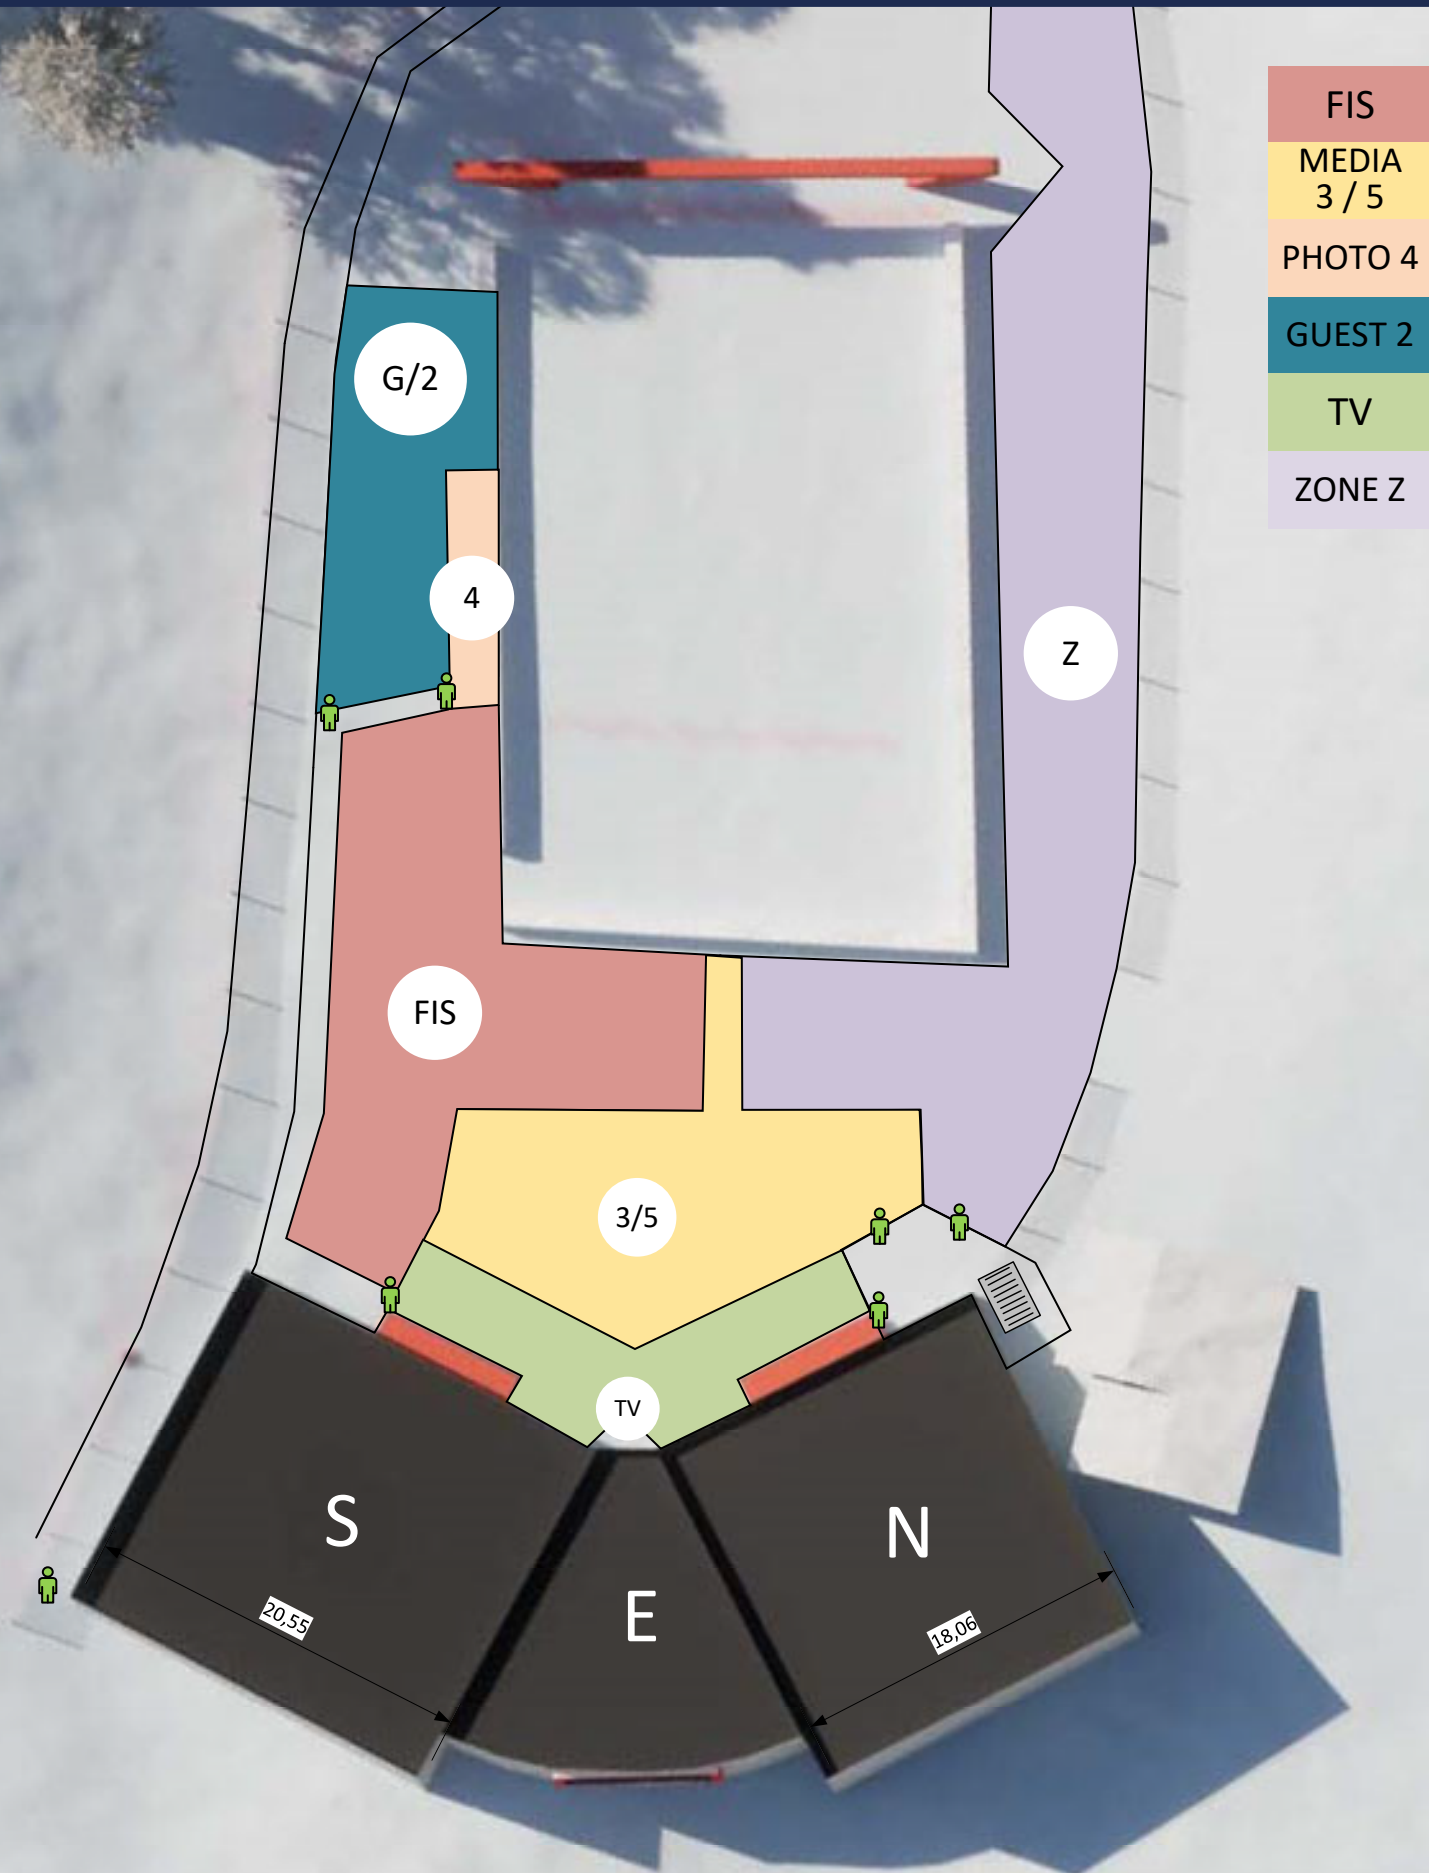 FIS
MEDIA
3 / 5
PHOTO 4
GUEST 2
TV
ZONE Z
G/2
4
Z
FIS
3/5
TV
S
N
E
20,55
18,06